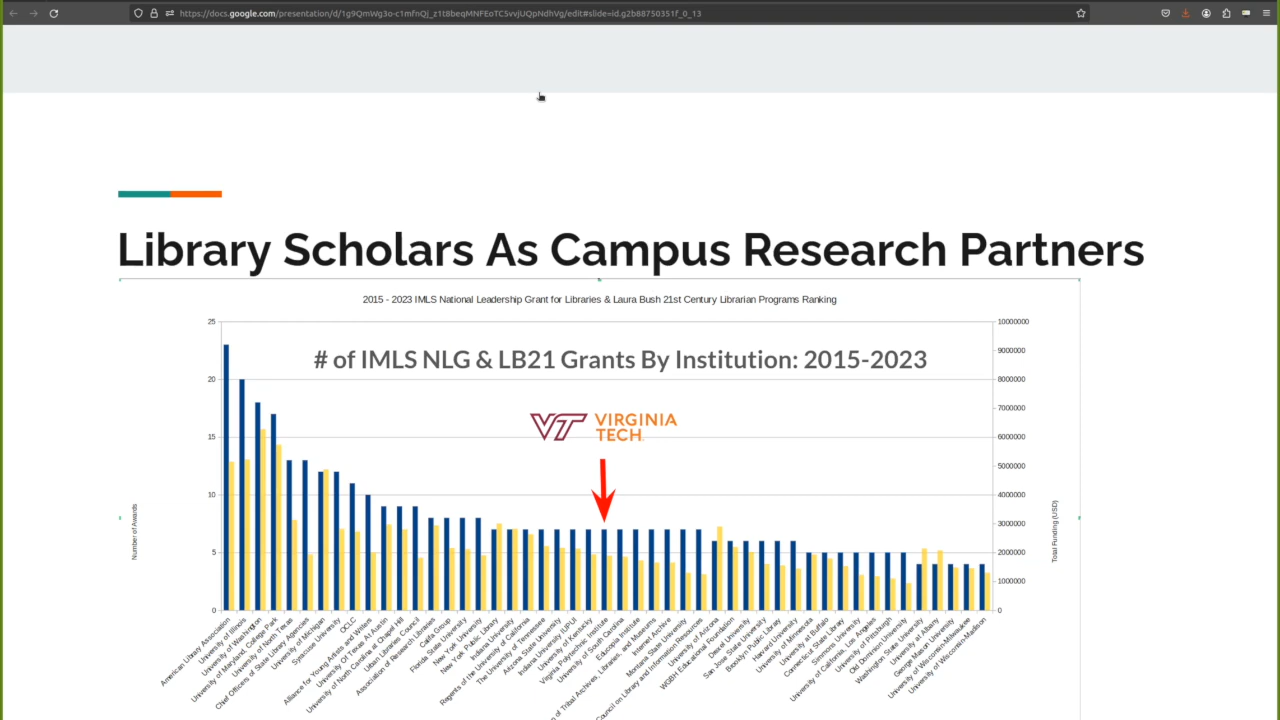 https://docs.google.com/presentation/d/1g9QmWg3o-c1mfnQj_z1t8beqMNFEoTC5vvjUQpNdhVg/edit#slide=id.g2b88750351f_0_13
Library Scholars As Campus Research Partners
2015 - 2023 IMLS National Leadership Grant for Libraries & Laura Bush 21st Century Librarian Programs Ranking
# of IMLS NLG & LB21 Grants By Institution: 2015-2023
VT VIRGINIA
TECH
25
20
15
10
5
0
Number of Awards
10000000
9000000
8000000
7000000
6000000
5000000
4000000
3000000
2000000
1000000
0
Total Funding (USD)
American Library Association
University of Illinois
University of Washington
University of Maryland College Park
University of North Texas
Chief Officers of State Library Agencies
University of Michigan
Syracuse University
OCLC
Alliance for Young Artists and Writers
University Of Texas At Austin
University of North Carolina at Chapel Hill
Urban Libraries Council
Association of Research Libraries
Califa Group
Florida State University
New York University
New York Public Library
Indiana University
Regents of the University of California
The University of Tennessee
Arizona State University
Indiana University IUPUI
University of Kentucky
Virginia Polytechnic Institute
University of South Carolina
Educopia Institute
of Tribal Archives, Libraries, and Museums
Internet Archive
Montana State University
Council on Library and Information Resources
University of Arizona
WGBH Educational Foundation
Drexel University
San Jose State University
Brooklyn Public Library
Harvard University
University of Minnesota
University at Buffalo
Connecticut State Library
Simmons University
University of California, Los Angeles
University of Pittsburgh
Old Dominion University
Washington State University
University at Albany
George Mason University
University of Wisconsin-Milwaukee
University of Wisconsin-Madison